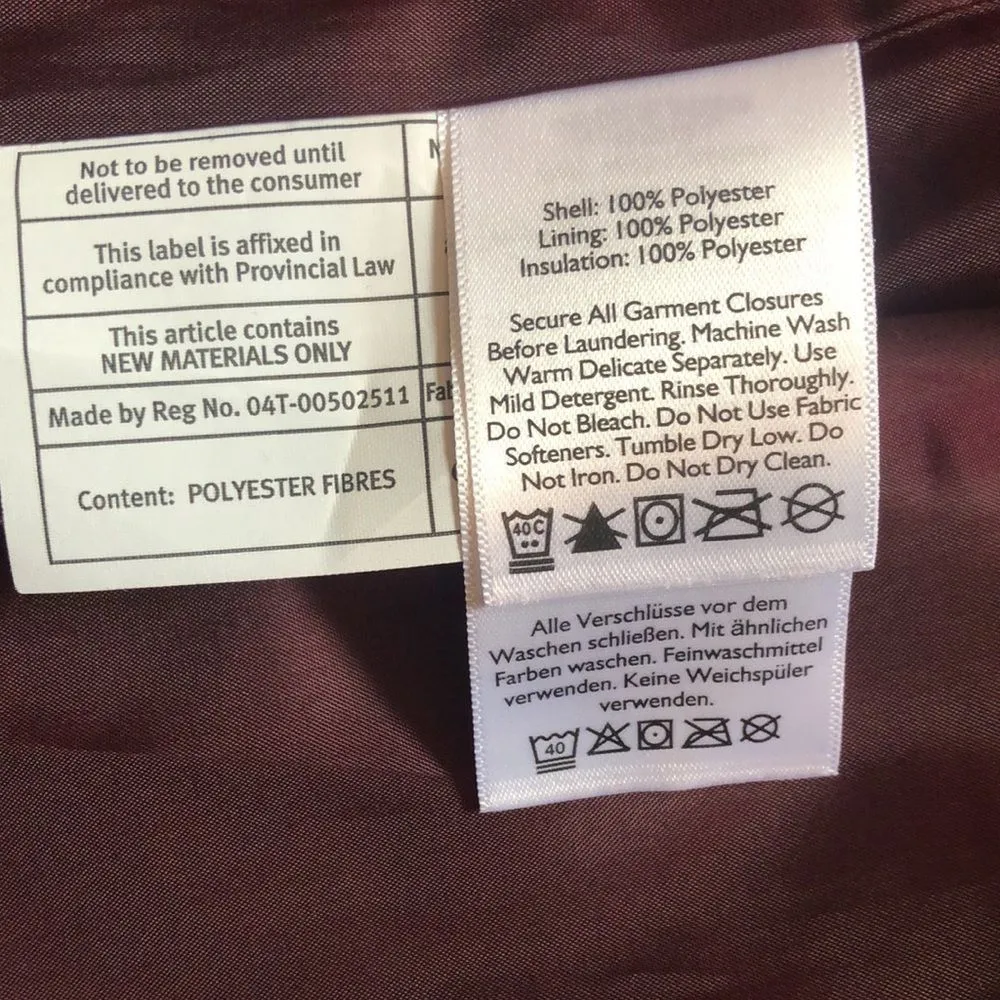 Not to be removed until
delivered to the consumer
This label is affixed in
compliance with Provincial Law
This article contains
NEW MATERIALS ONLY
Made by Reg No. 04T-00502511
Content: POLYESTER FIBRES
Shell: 100% Polyester
Lining: 100% Polyester
Insulation: 100% Polyester
Secure All Garment Closures
Before Laundering. Machine Wash
Warm Delicate Separately. Use
Mild Detergent. Rinse Thoroughly.
Do Not Bleach. Do Not Use Fabric
Softeners. Tumble Dry Low. Do
Not Iron. Do Not Dry Clean.
40C
Alle Verschlüsse vor dem
Waschen schließen. Mit ähnlichen
Farben waschen. Feinwaschmittel
verwenden. Keine Weichspüler
verwenden.
40